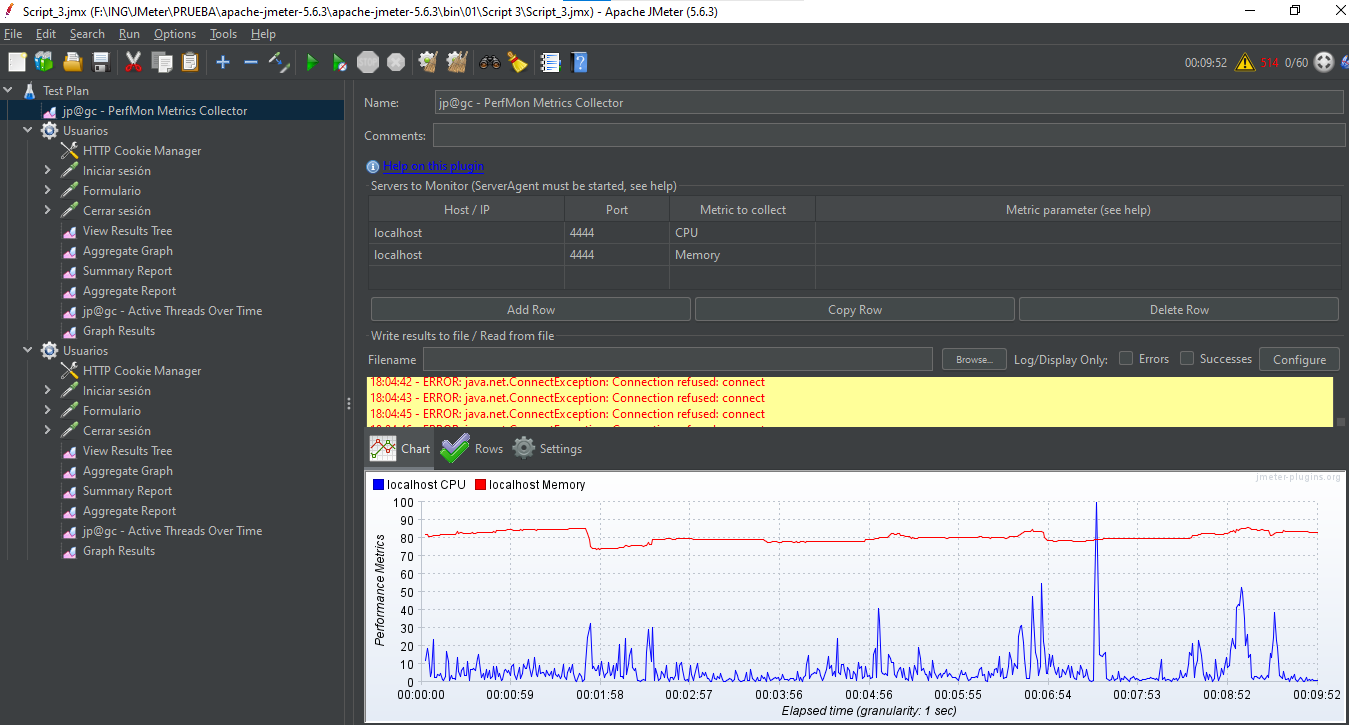 Script_3.jmx (F:\ING\JMeter\PRUEBA\apache-jmeter-5.6.3\apache-jmeter-5.6.3\bin\01\Script 3\Script_3.jmx) - Apache JMeter (5.6.3)
File Edit Search Run Options Tools Help
STOP 00:09:52 514 0/60
Test Plan
jp@gc - PerfMon Metrics Collector
Usuarios
HTTP Cookie Manager
Iniciar sesión
Formulario
Cerrar sesión
View Results Tree
Aggregate Graph
Summary Report
Aggregate Report
jp@gc - Active Threads Over Time
Graph Results
Usuarios
HTTP Cookie Manager
Iniciar sesión
Formulario
Cerrar sesión
View Results Tree
Aggregate Graph
Summary Report
Aggregate Report
jp@gc - Active Threads Over Time
Graph Results
Name: jp@gc - PerfMon Metrics Collector
Comments:
Help on this plugin
Servers to Monitor (ServerAgent must be started, see help)
Host / IP Port Metric to collect Metric parameter (see help)
localhost 4444 CPU
localhost 4444 Memory
Add Row Copy Row Delete Row
Write results to file / Read from file
Filename Browse... Log/Display Only: Errors Successes Configure
18:04:42 - ERROR: java.net.ConnectException: Connection refused: connect
18:04:43 - ERROR: java.net.ConnectException: Connection refused: connect
18:04:45 - ERROR: java.net.ConnectException: Connection refused: connect
Chart Rows Settings
jmeter-plugins.org
localhost CPU localhost Memory
Performance Metrics
100
90
80
70
60
50
40
30
20
10
0
00:00:00 00:00:59 00:01:58 00:02:57 00:03:56 00:04:56 00:05:55 00:06:54 00:07:53 00:08:52 00:09:52
Elapsed time (granularity: 1 sec)